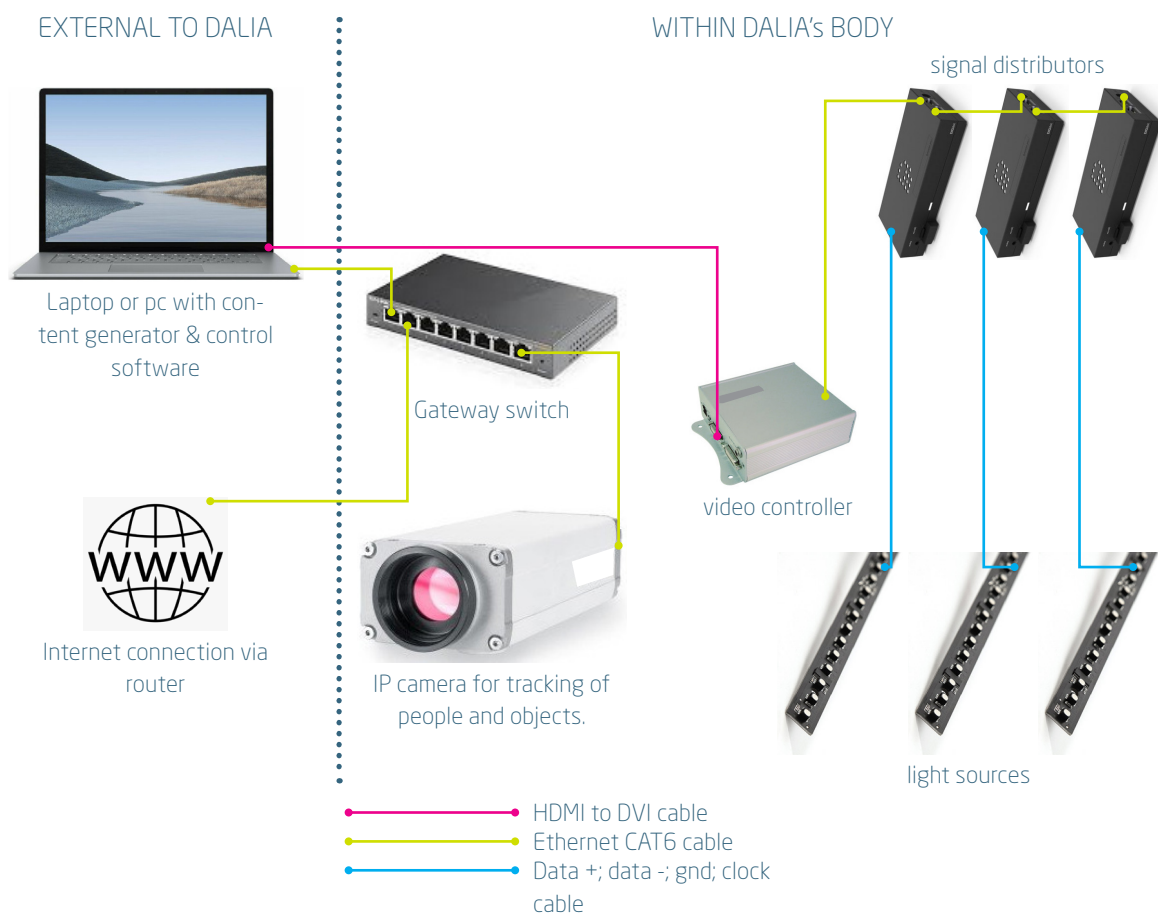 EXTERNAL TO DALIA
WITHIN DALIA's BODY
signal distributors
Laptop or pc with con-
tent generator & control
software
Gateway switch
video controller
WWW
Internet connection via
router
IP camera for tracking of
people and objects.
light sources
HDMI to DVI cable
Ethernet CAT6 cable
Data +; data -; gnd; clock
cable